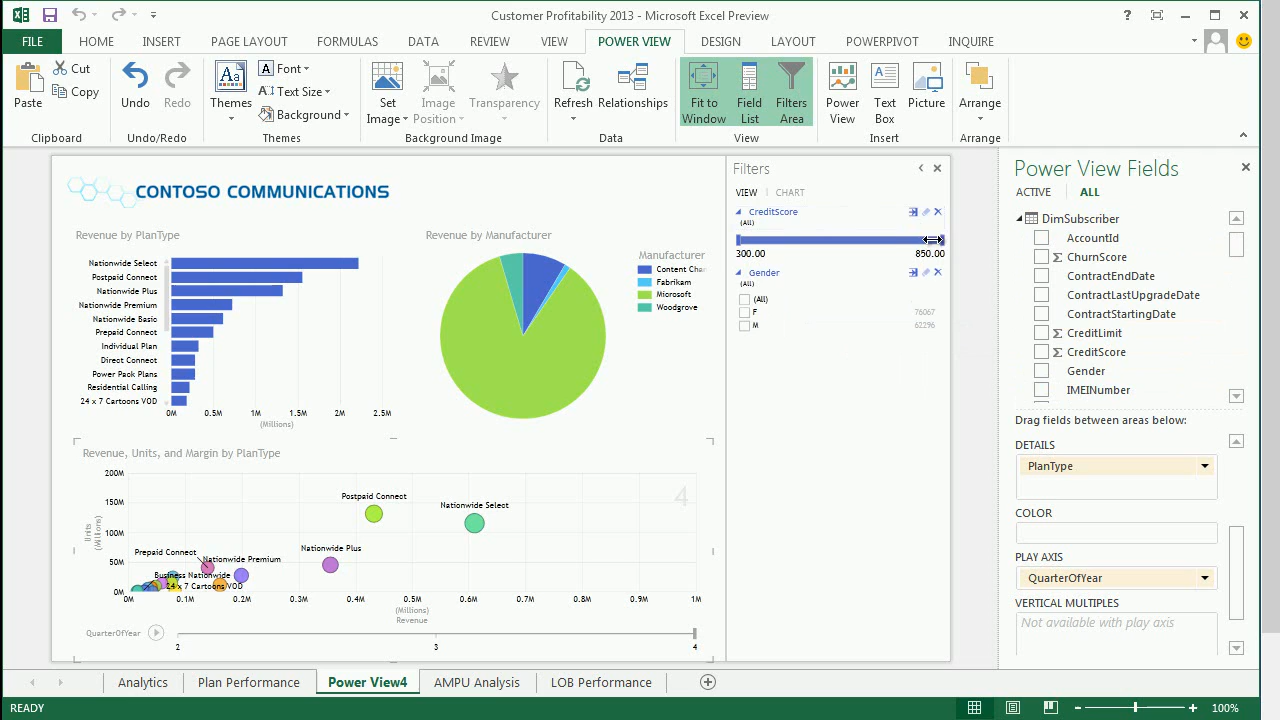 Customer Profitability 2013 - Microsoft Excel Preview
?
FILE HOME INSERT PAGE LAYOUT FORMULAS DATA REVIEW VIEW POWER VIEW DESIGN LAYOUT POWERPIVOT INQUIRE
Paste
Cut
Copy
Undo
Redo
Themes
Font
Text Size
Background
Set Image
Image Position
Transparency
Refresh
Relationships
Fit to Window
Field List
Filters Area
Power View
Text Box
Picture
Arrange
Clipboard Undo/Redo Themes Background Image Data View Insert Arrange
CONTOSO COMMUNICATIONS
Revenue by PlanType
Nationwide Select
Postpaid Connect
Nationwide Plus
Nationwide Premium
Nationwide Basic
Prepaid Connect
Individual Plan
Direct Connect
Power Pack Plans
Residential Calling
24 x 7 Cartoons VOD
0M 0.5M 1M 1.5M 2M 2.5M
(Millions)
Revenue by Manufacturer
Manufacturer
Content Char
Fabrikam
Microsoft
Woodgrove
Revenue, Units, and Margin by PlanType
200M
150M
100M
50M
0M
Units
(Millions)
4
Postpaid Connect
Nationwide Select
Nationwide Plus
Prepaid Connect
Nationwide Premium
Business Nationwide
24 x 7 Cartoons VOD
0M 0.1M 0.2M 0.3M 0.4M 0.5M 0.6M 0.7M 0.8M 0.9M 1M
(Millions)
Revenue
QuarterOfYear
2 3 4
Filters
VIEW CHART
CreditScore
(All)
300.00 850.00
Gender
(All)
(All)
F 76067
M 62296
Power View Fields
ACTIVE ALL
DimSubscriber
AccountId
Σ ChurnScore
ContractEndDate
ContractLastUpgradeDate
ContractStartingDate
Σ CreditLimit
Σ CreditScore
Gender
IMEINumber
Drag fields between areas below:
DETAILS
PlanType
COLOR
PLAY AXIS
QuarterOfYear
VERTICAL MULTIPLES
Not available with play axis
Analytics Plan Performance Power View4 AMPU Analysis LOB Performance
READY 100%